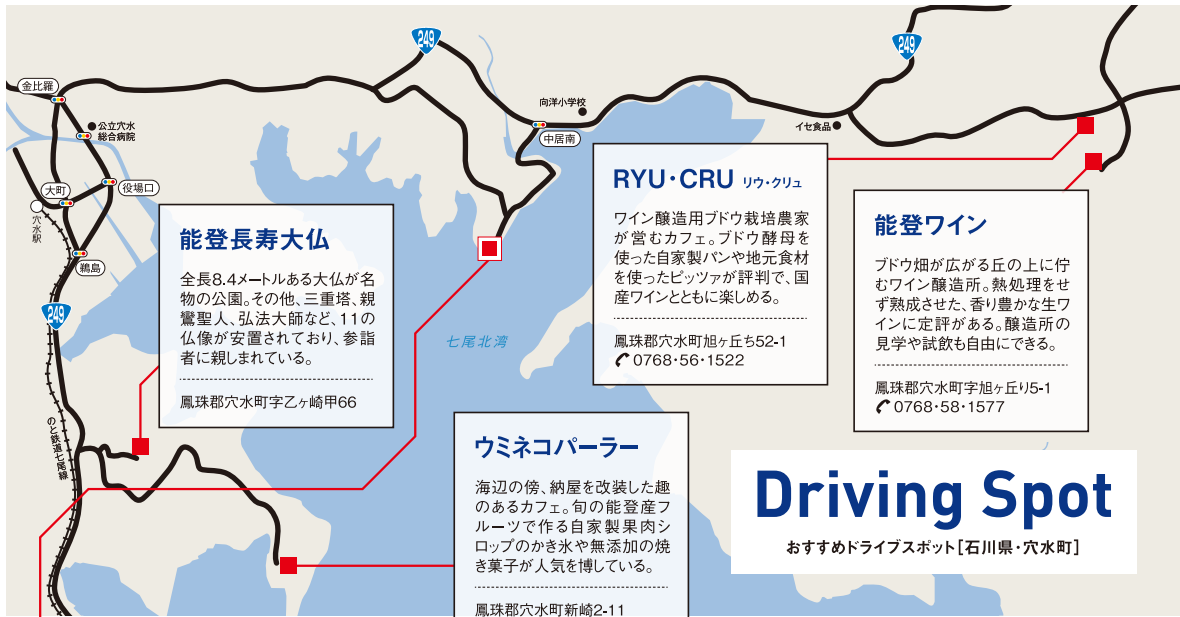 249
249
金比羅
公立穴水
総合病院
向洋小学校
中居南
イセ食品
大町
役場口
穴水駅
鵜島
249
七尾北湾
のと鉄道七尾線
能登長寿大仏
全長8.4メートルある大仏が名
物の公園。その他、三重塔、親
鸞聖人、弘法大師など、11の
仏像が安置されており、参詣
者に親しまれている。
鳳珠郡穴水町字乙ヶ崎甲66
RYU・CRU リウ・クリュ
ワイン醸造用ブドウ栽培農家
が営むカフェ。ブドウ酵母を
使った自家製パンや地元食材
を使ったピッツァが評判で、国
産ワインとともに楽しめる。
鳳珠郡穴水町旭ヶ丘ち52-1
0768・56・1522
能登ワイン
ブドウ畑が広がる丘の上に佇
むワイン醸造所。熱処理をせ
ず熟成させた、香り豊かな生ワ
インに定評がある。醸造所の
見学や試飲も自由にできる。
鳳珠郡穴水町字旭ヶ丘り5-1
0768・58・1577
ウミネコパーラー
海辺の傍、納屋を改装した趣
のあるカフェ。旬の能登産フ
ルーツで作る自家製果肉シ
ロップのかき氷や無添加の焼
き菓子が人気を博している。
鳳珠郡穴水町新崎2-11
Driving Spot
おすすめドライブスポット[石川県・穴水町]